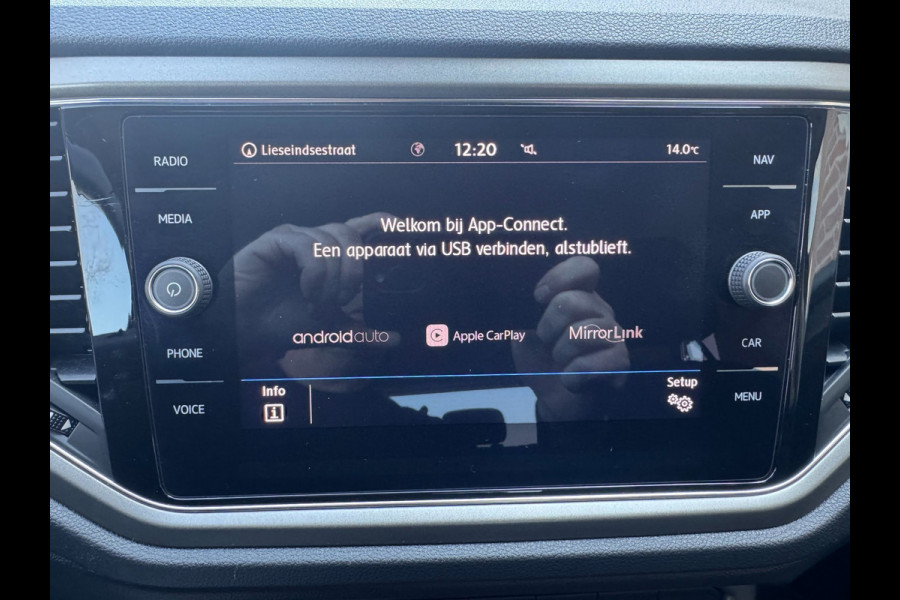 Lieseindsestraat 12:20 14.0°C
RADIO
MEDIA
PHONE
VOICE
Welkom bij App-Connect.
Een apparaat via USB verbinden, alstublieft.
androidauto Apple CarPlay MirrorLink
Info
i
Setup
NAV
APP
CAR
MENU